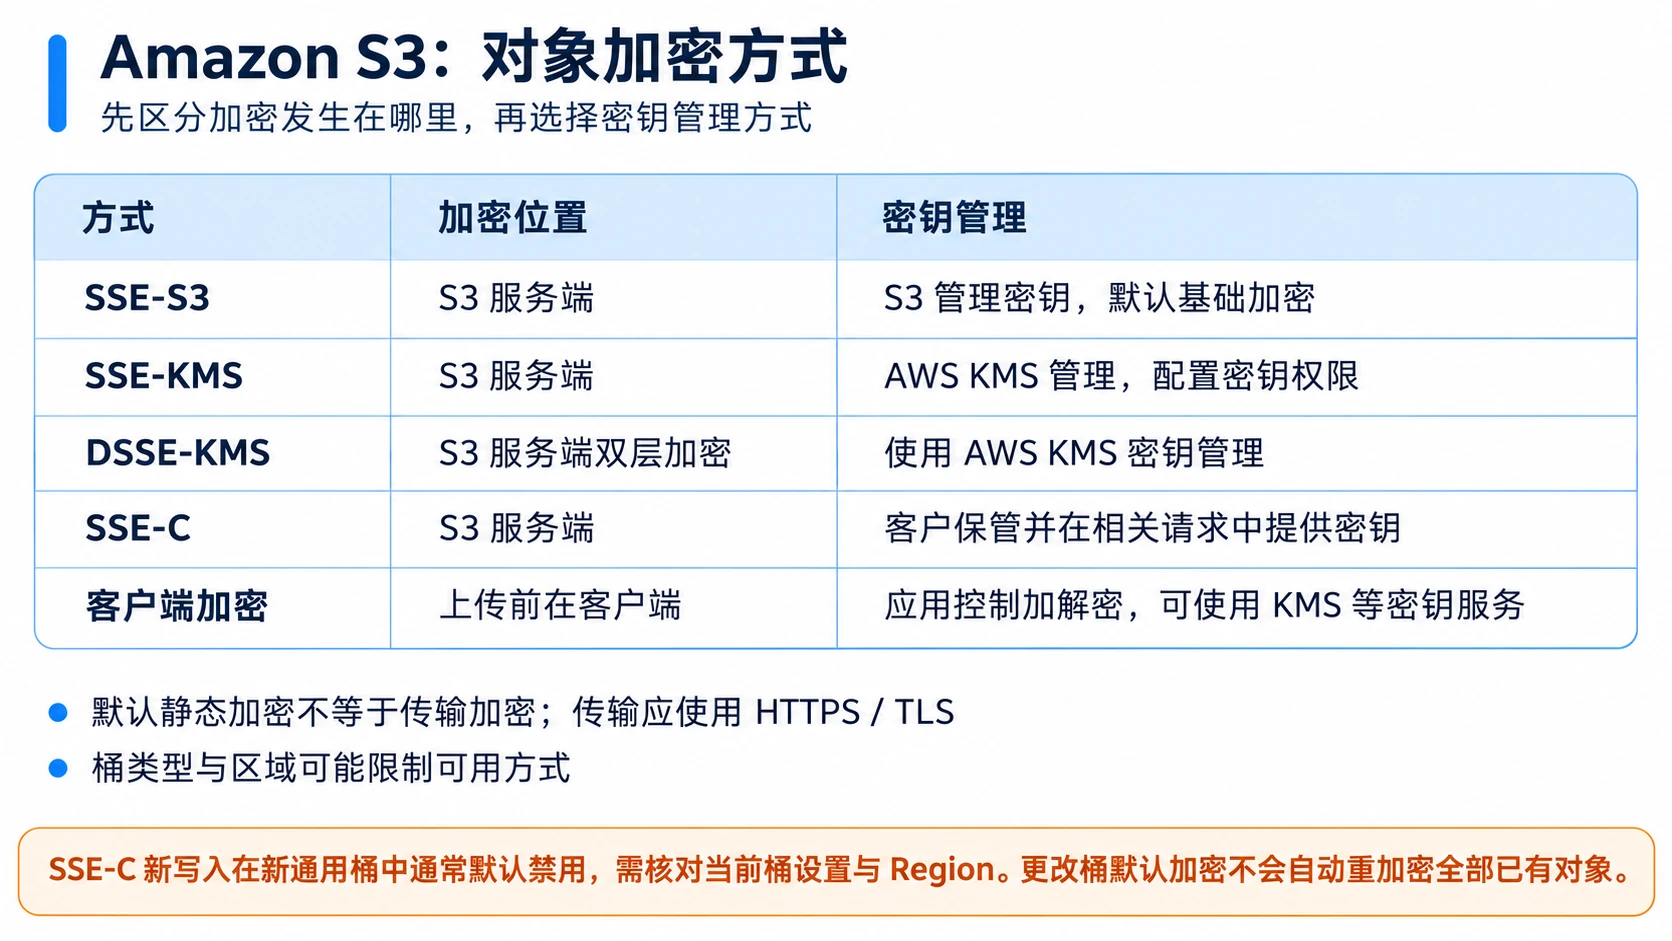 Amazon S3：对象加密方式
先区分加密发生在哪里，再选择密钥管理方式
方式 加密位置 密钥管理
SSE-S3 S3 服务端 S3 管理密钥，默认基础加密
SSE-KMS S3 服务端 AWS KMS 管理，配置密钥权限
DSSE-KMS S3 服务端双层加密 使用 AWS KMS 密钥管理
SSE-C S3 服务端 客户保管并在相关请求中提供密钥
客户端加密 上传前在客户端 应用控制加解密，可使用 KMS 等密钥服务
默认静态加密不等于传输加密；传输应使用 HTTPS / TLS
桶类型与区域可能限制可用方式
SSE-C 新写入在新通用桶中通常默认禁用，需核对当前桶设置与 Region。更改桶默认加密不会自动重加密全部已有对象。